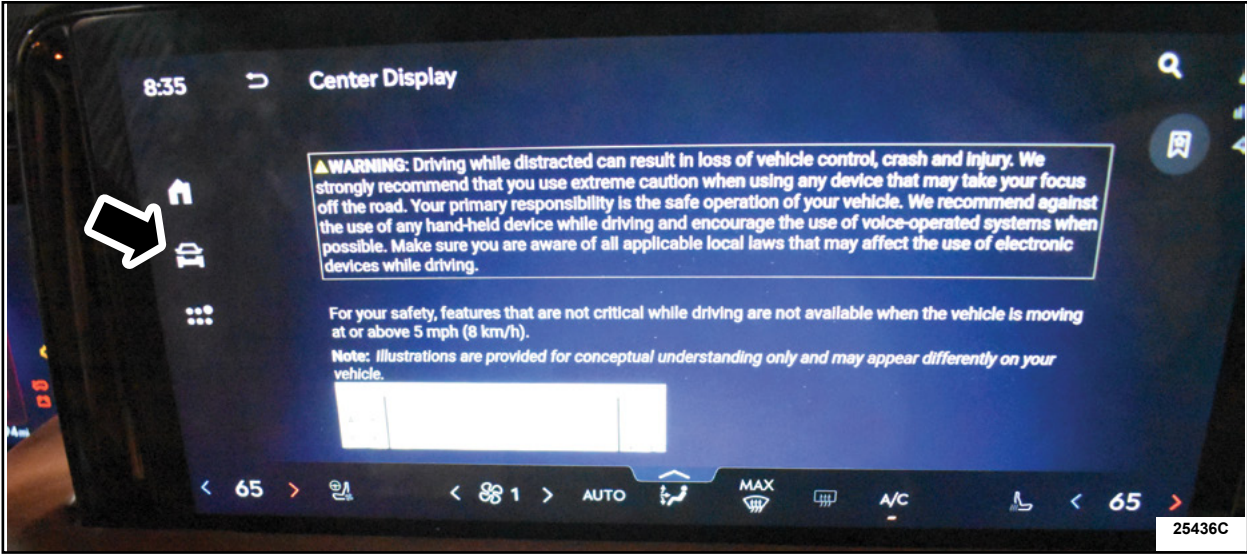 8:35
Center Display
WARNING: Driving while distracted can result in loss of vehicle control, crash and injury. We
strongly recommend that you use extreme caution when using any device that may take your focus
off the road. Your primary responsibility is the safe operation of your vehicle. We recommend against
the use of any hand-held device while driving and encourage the use of voice-operated systems when
possible. Make sure you are aware of all applicable local laws that may affect the use of electronic
devices while driving.
For your safety, features that are not critical while driving are not available when the vehicle is moving
at or above 5 mph (8 km/h).
Note: Illustrations are provided for conceptual understanding only and may appear differently on your
vehicle.
< 65 > < 1 > AUTO MAX A/C < 65 >
25436C